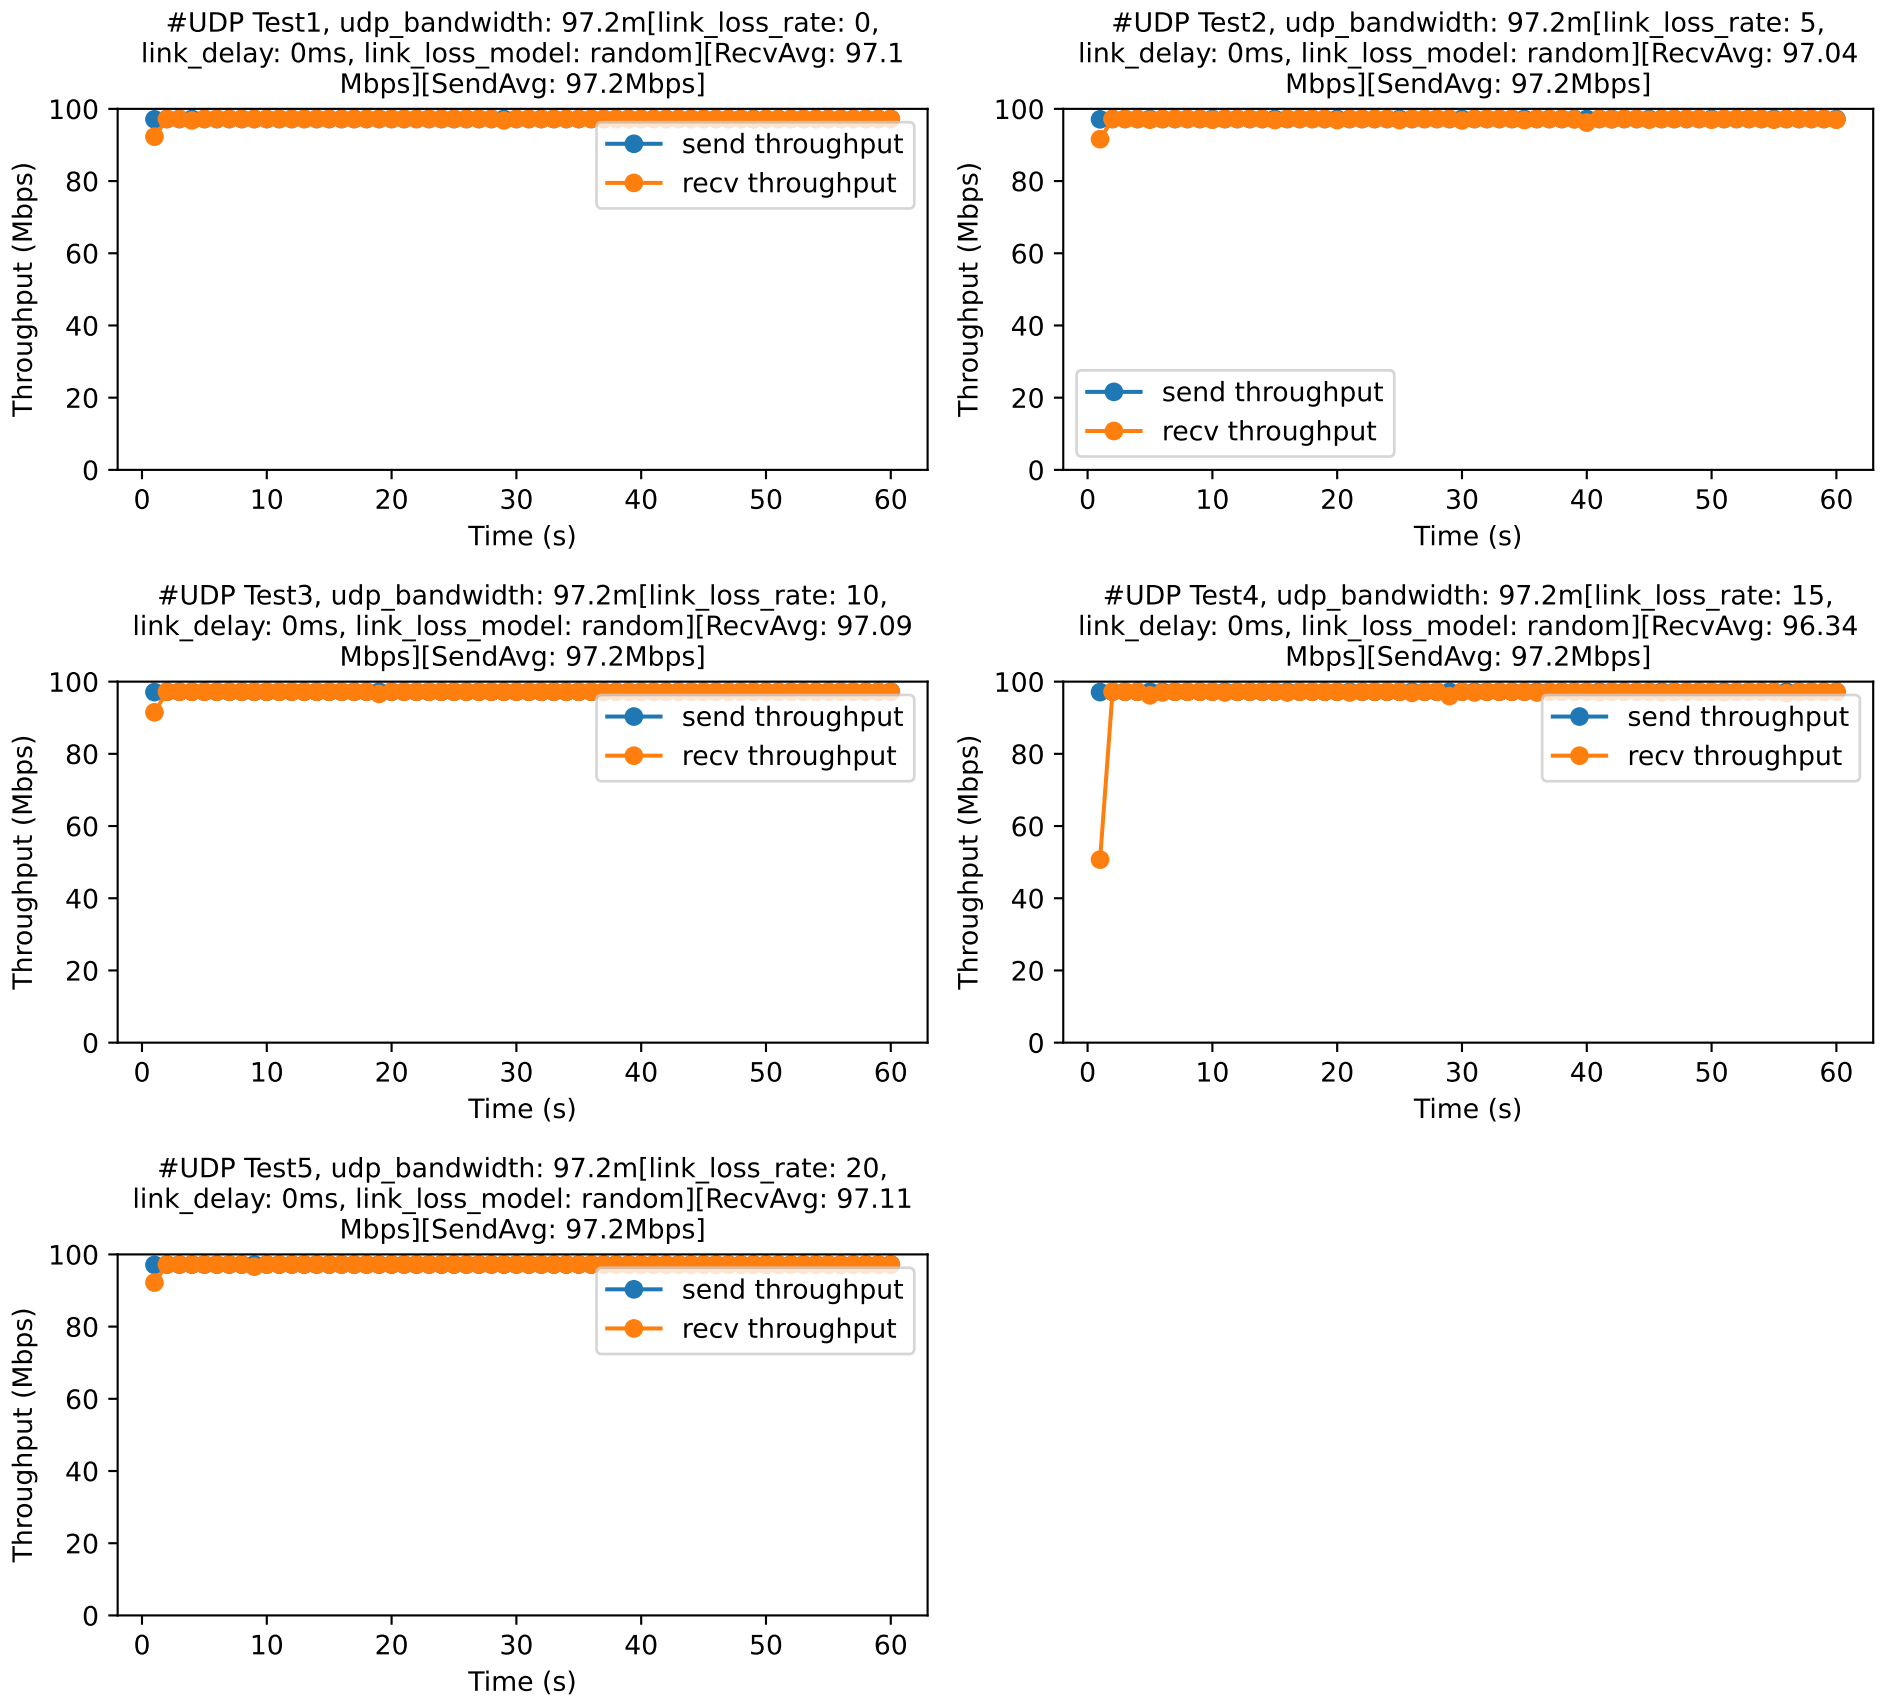 #UDP Test1, udp_bandwidth: 97.2m[link_loss_rate: 0,
link_delay: 0ms, link_loss_model: random][RecvAvg: 97.1
Mbps][SendAvg: 97.2Mbps]
100
80
60
40
20
0
Throughput (Mbps)
send throughput
recv throughput
0 10 20 30 40 50 60
Time (s)
#UDP Test2, udp_bandwidth: 97.2m[link_loss_rate: 5,
link_delay: 0ms, link_loss_model: random][RecvAvg: 97.04
Mbps][SendAvg: 97.2Mbps]
100
80
60
40
20
0
Throughput (Mbps)
send throughput
recv throughput
0 10 20 30 40 50 60
Time (s)
#UDP Test3, udp_bandwidth: 97.2m[link_loss_rate: 10,
link_delay: 0ms, link_loss_model: random][RecvAvg: 97.09
Mbps][SendAvg: 97.2Mbps]
100
80
60
40
20
0
Throughput (Mbps)
send throughput
recv throughput
0 10 20 30 40 50 60
Time (s)
#UDP Test4, udp_bandwidth: 97.2m[link_loss_rate: 15,
link_delay: 0ms, link_loss_model: random][RecvAvg: 96.34
Mbps][SendAvg: 97.2Mbps]
100
80
60
40
20
0
Throughput (Mbps)
send throughput
recv throughput
0 10 20 30 40 50 60
Time (s)
#UDP Test5, udp_bandwidth: 97.2m[link_loss_rate: 20,
link_delay: 0ms, link_loss_model: random][RecvAvg: 97.11
Mbps][SendAvg: 97.2Mbps]
100
80
60
40
20
0
Throughput (Mbps)
send throughput
recv throughput
0 10 20 30 40 50 60
Time (s)